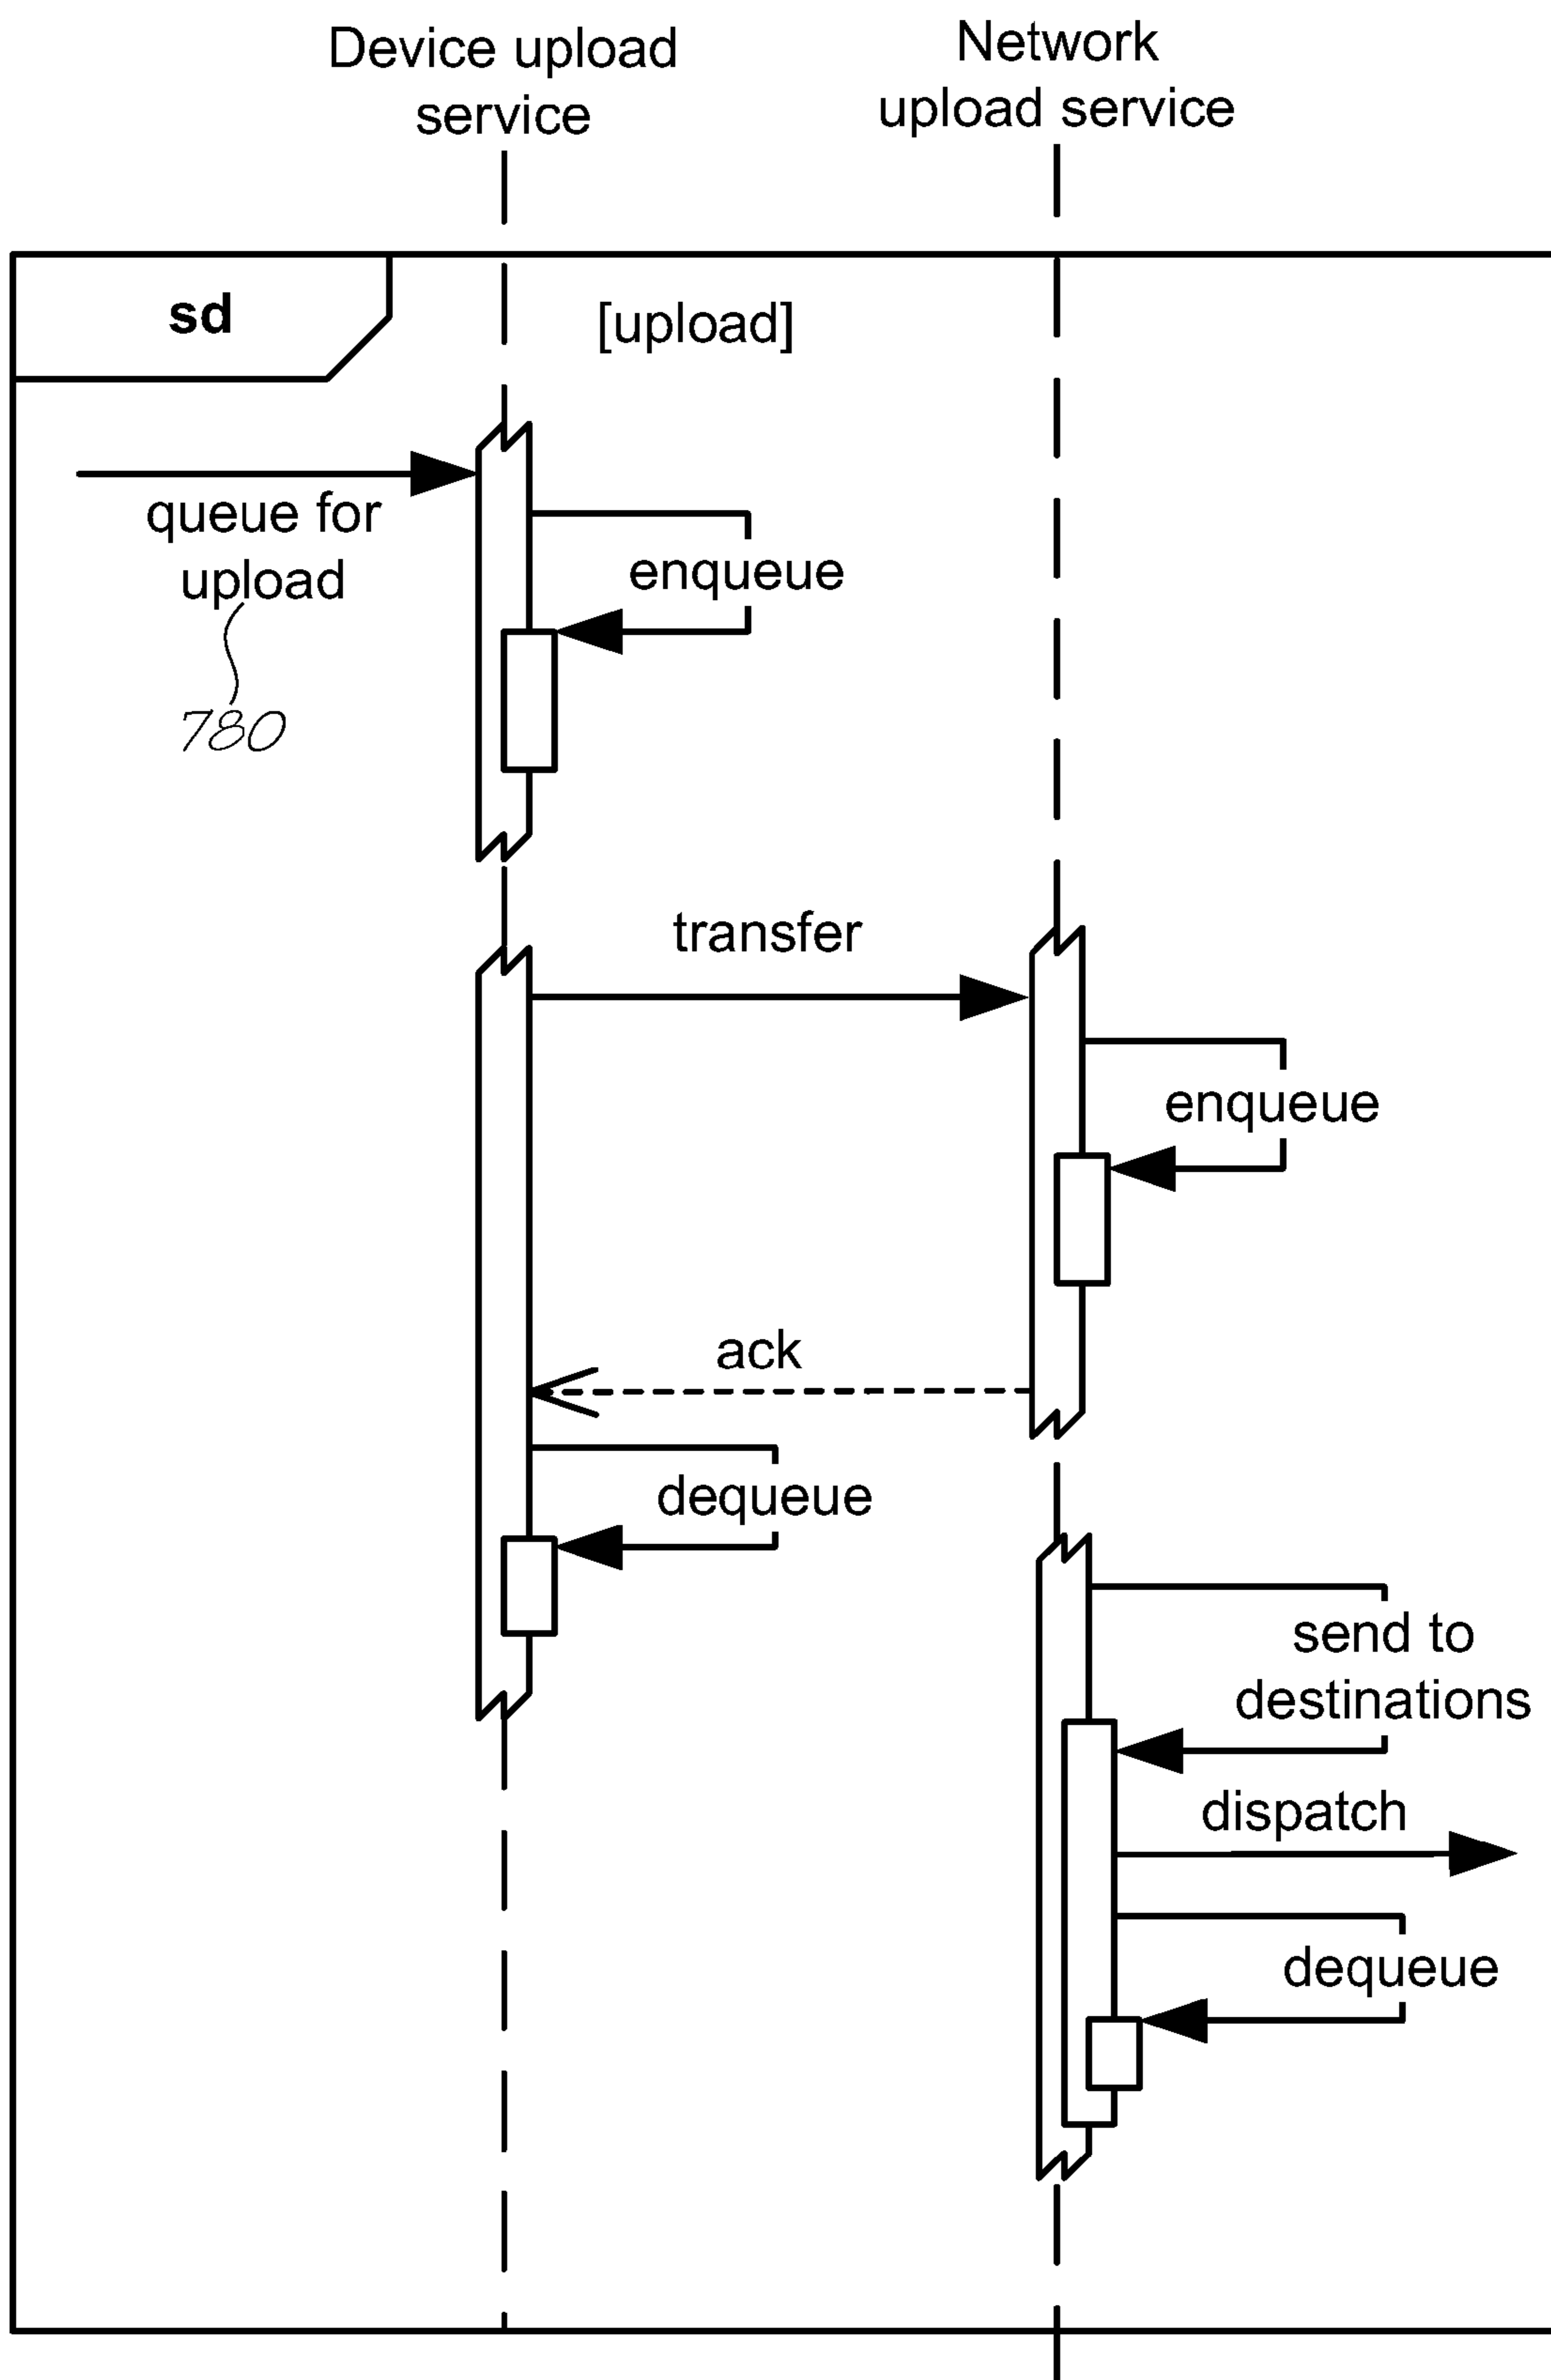 Device upload
service
Network
upload service
sd
[upload]
queue for
upload
780
enqueue
transfer
enqueue
ack
dequeue
send to
destinations
dispatch
dequeue